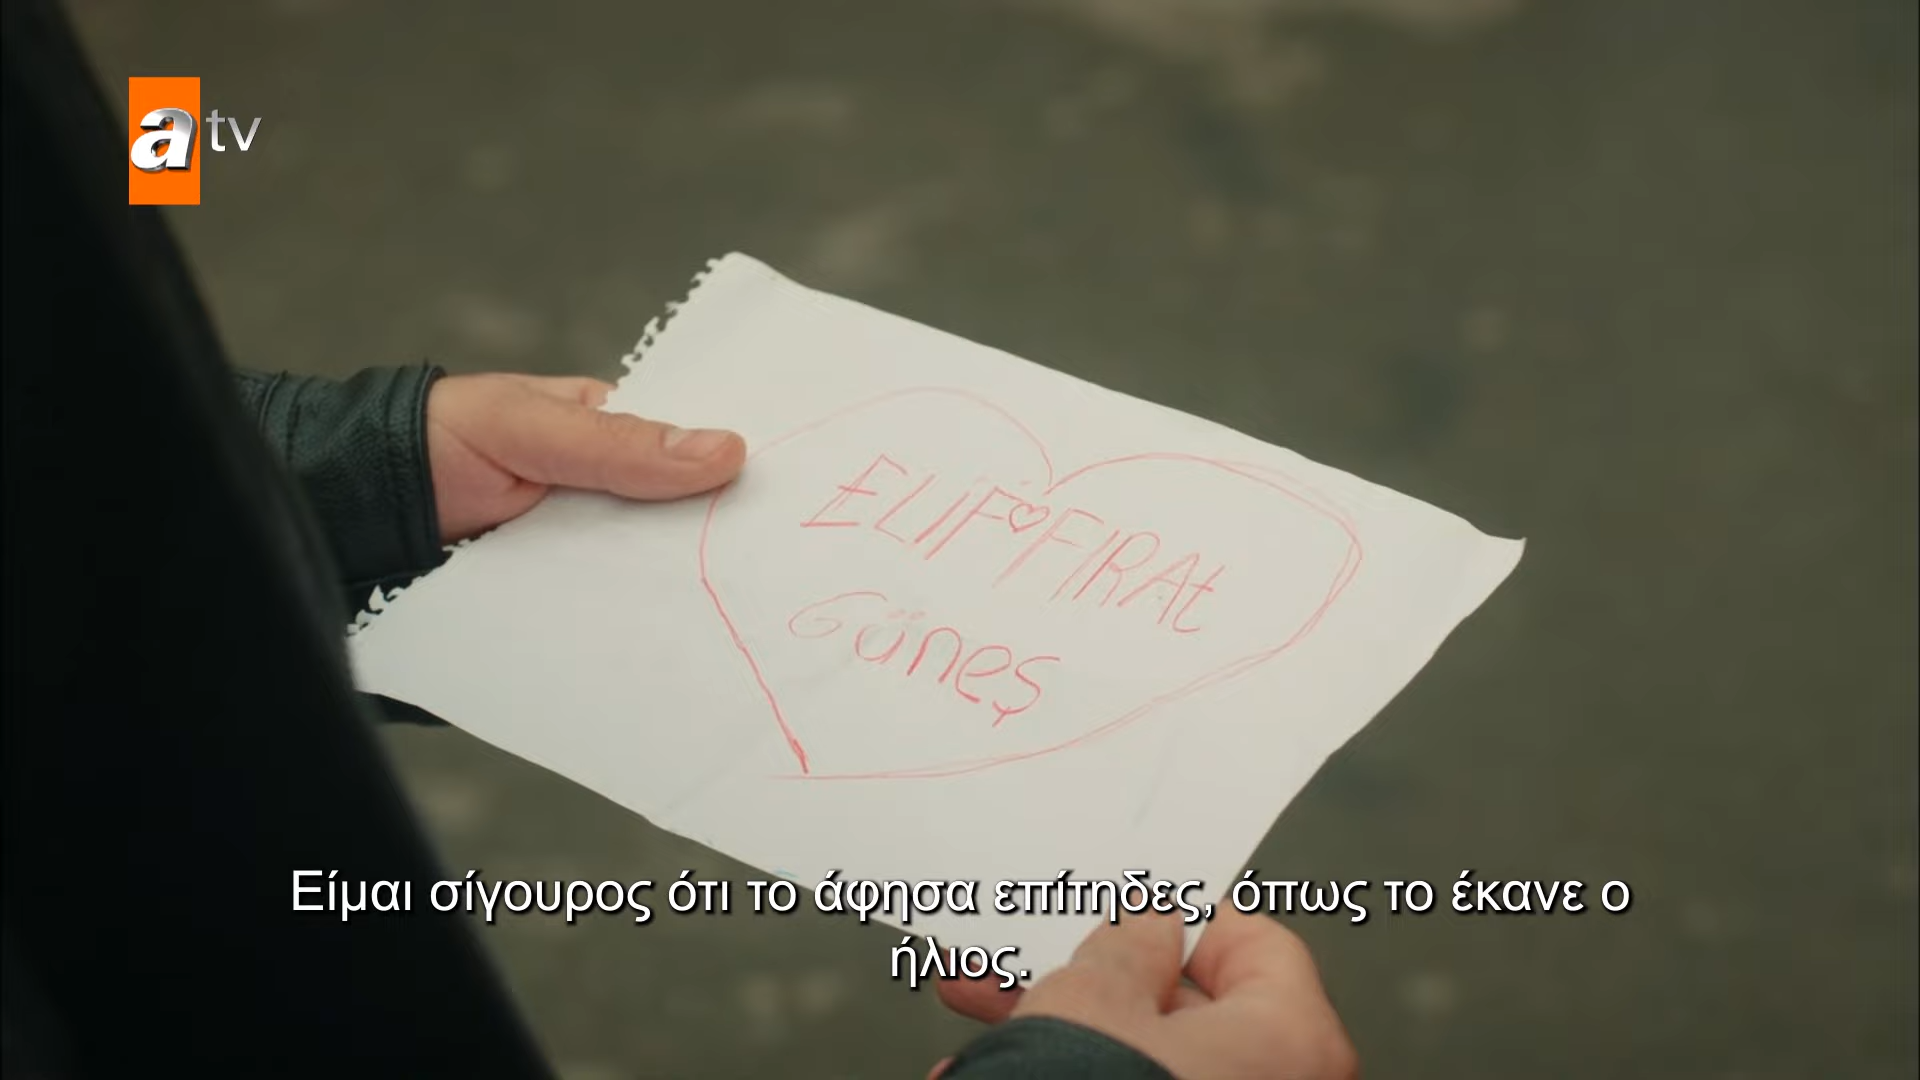 atv
ELİF FIRAt
Güneş
Είμαι σίγουρος ότι το άφησα επίτηδες, όπως το έκανε ο
ήλιος.